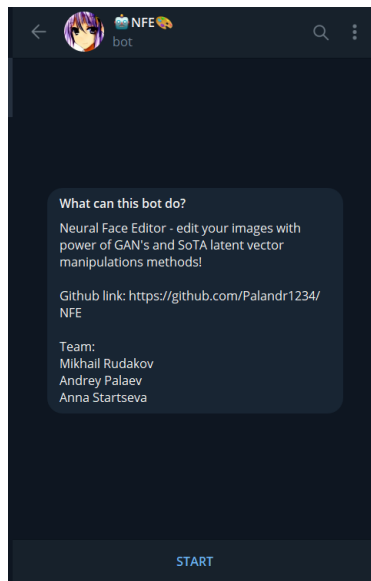 🤖NFE🎨
bot
What can this bot do?
Neural Face Editor - edit your images with
power of GAN's and SoTA latent vector
manipulations methods!
Github link: https://github.com/Palandr1234/
NFE
Team:
Mikhail Rudakov
Andrey Palaev
Anna Startseva
START